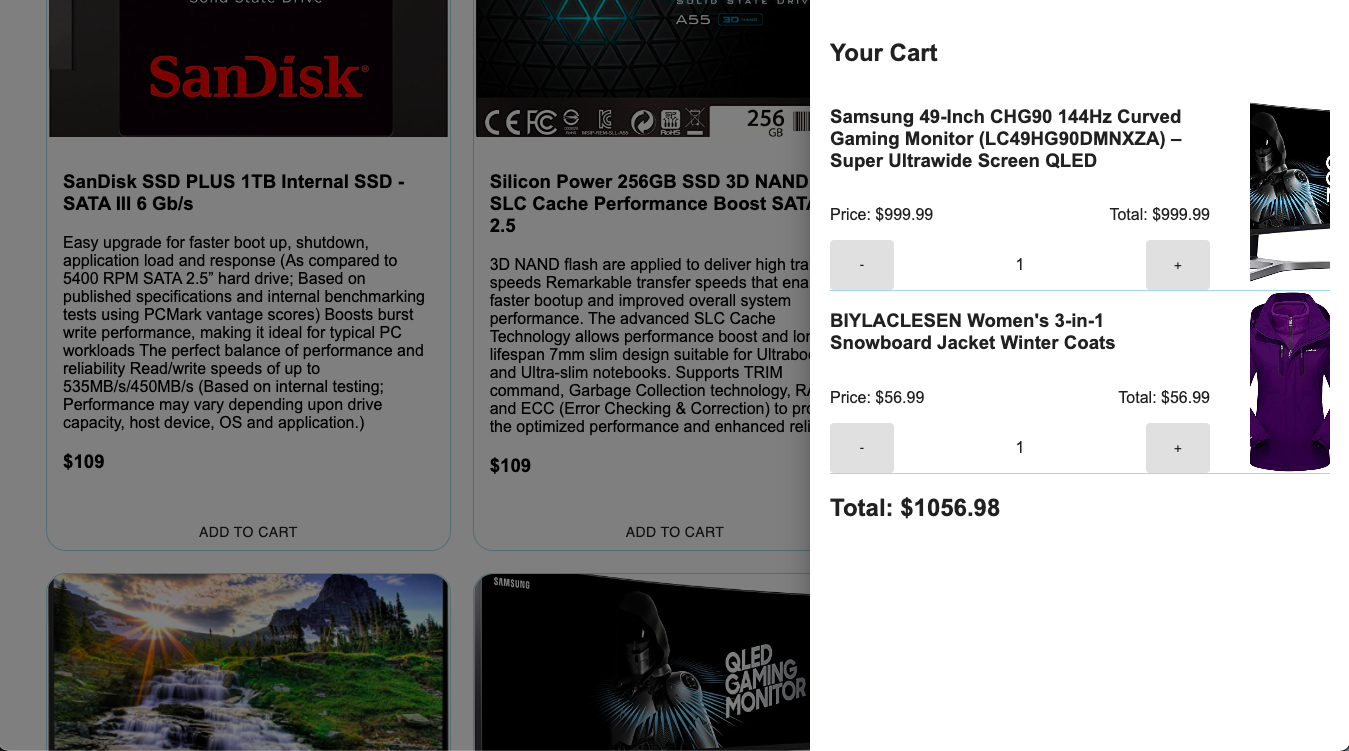 Solid State Drive
SanDisk®
SanDisk SSD PLUS 1TB Internal SSD -
SATA III 6 Gb/s
Easy upgrade for faster boot up, shutdown,
application load and response (As compared to
5400 RPM SATA 2.5” hard drive; Based on
published specifications and internal benchmarking
tests using PCMark vantage scores) Boosts burst
write performance, making it ideal for typical PC
workloads The perfect balance of performance and
reliability Read/write speeds of up to
535MB/s/450MB/s (Based on internal testing;
Performance may vary depending upon drive
capacity, host device, OS and application.)
$109
ADD TO CART
SOLID STATE DRIV
A55 3D NAND
CE FC
MSIP-REM-SLL-A55
RoHS
256
GB
Silicon Power 256GB SSD 3D NAND
SLC Cache Performance Boost SATA
2.5
3D NAND flash are applied to deliver high tra
speeds Remarkable transfer speeds that ena
faster bootup and improved overall system
performance. The advanced SLC Cache
Technology allows performance boost and lon
lifespan 7mm slim design suitable for Ultraboo
and Ultra-slim notebooks. Supports TRIM
command, Garbage Collection technology, RA
and ECC (Error Checking & Correction) to pro
the optimized performance and enhanced reli
$109
ADD TO CART
SAMSUNG
QLED
GAMING
MONITOR
Your Cart
Samsung 49-Inch CHG90 144Hz Curved
Gaming Monitor (LC49HG90DMNXZA) –
Super Ultrawide Screen QLED
Price: $999.99
Total: $999.99
-
1
+
BIYLACLESEN Women's 3-in-1
Snowboard Jacket Winter Coats
Price: $56.99
Total: $56.99
-
1
+
Total: $1056.98